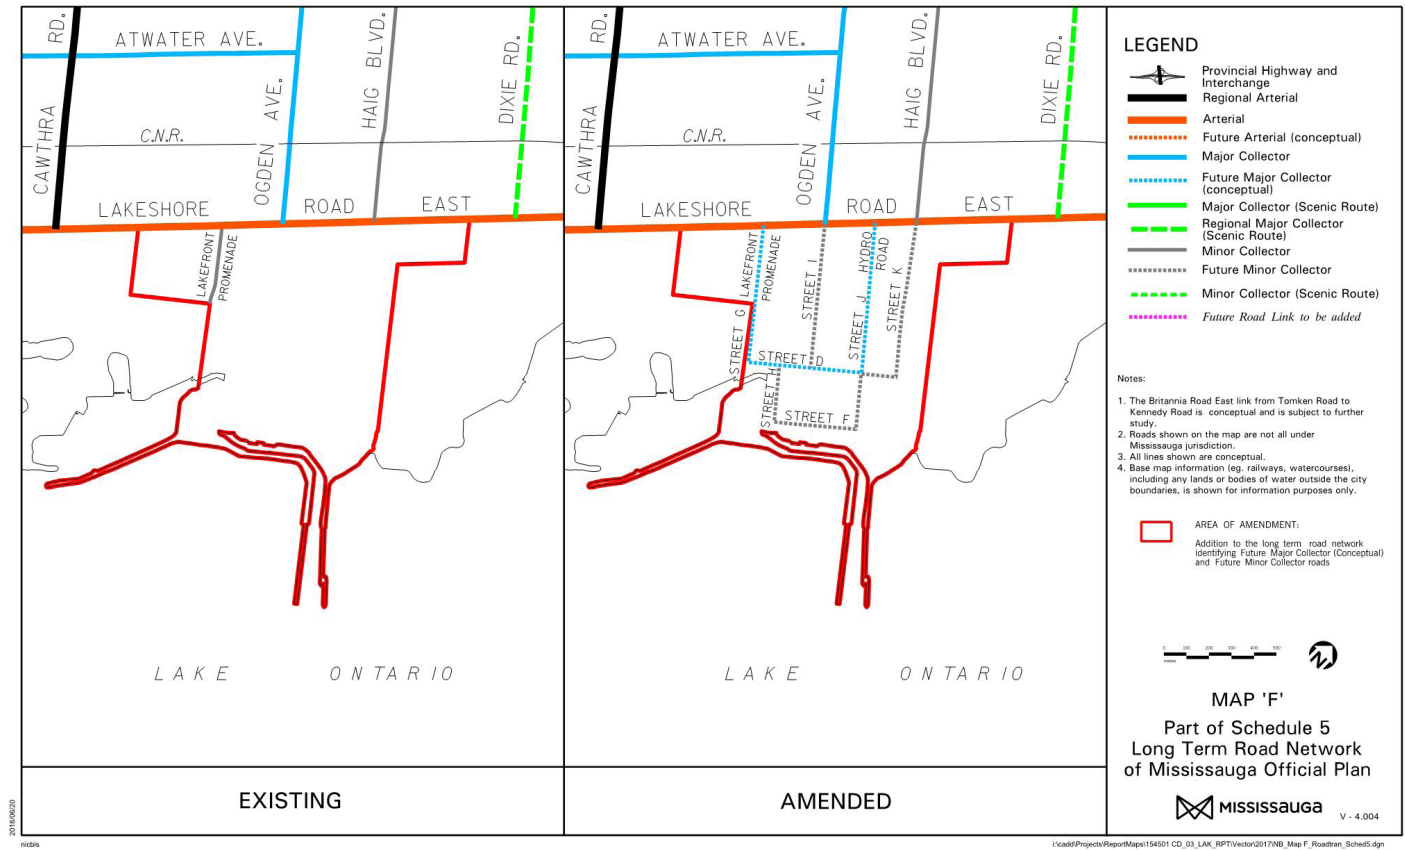 CAWTHRA RD.
ATWATER AVE.
OGDEN AVE.
HAIG BLVD.
DIXIE RD.
C.N.R.
LAKESHORE ROAD EAST
LAKEFRONT
PROMENADE
LAKE ONTARIO
EXISTING
CAWTHRA RD.
ATWATER AVE.
OGDEN AVE.
HAIG BLVD.
DIXIE RD.
C.N.R.
LAKESHORE ROAD EAST
LAKEFRONT
PROMENADE
STREET G
STREET I
STREET J
HYDRO
ROAD
STREET K
STREET D
STREET H
STREET F
LAKE ONTARIO
AMENDED
LEGEND
Provincial Highway and
Interchange
Regional Arterial
Arterial
Future Arterial (conceptual)
Major Collector
Future Major Collector
(conceptual)
Major Collector (Scenic Route)
Regional Major Collector
(Scenic Route)
Minor Collector
Future Minor Collector
Minor Collector (Scenic Route)
Future Road Link to be added
Notes:
1. The Britannia Road East link from Tomken Road to
Kennedy Road is conceptual and is subject to further
study.
2. Roads shown on the map are not all under
Mississauga jurisdiction.
3. All lines shown are conceptual.
4. Base map information (eg. railways, watercourses),
including any lands or bodies of water outside the city
boundaries, is shown for information purposes only.
AREA OF AMENDMENT:
Addition to the long term road network
identifying Future Major Collector (Conceptual)
and Future Minor Collector roads
0 100 200 300 400 500
metres
MAP 'F'
Part of Schedule 5
Long Term Road Network
of Mississauga Official Plan
MISSISSAUGA
V - 4.004
2018/06/20
nicbis
i:\cadd\Projects\ReportMaps\154501 CD_03_LAK_RPT\Vector\2017\NB_Map F_Roadtran_Sched5.dgn